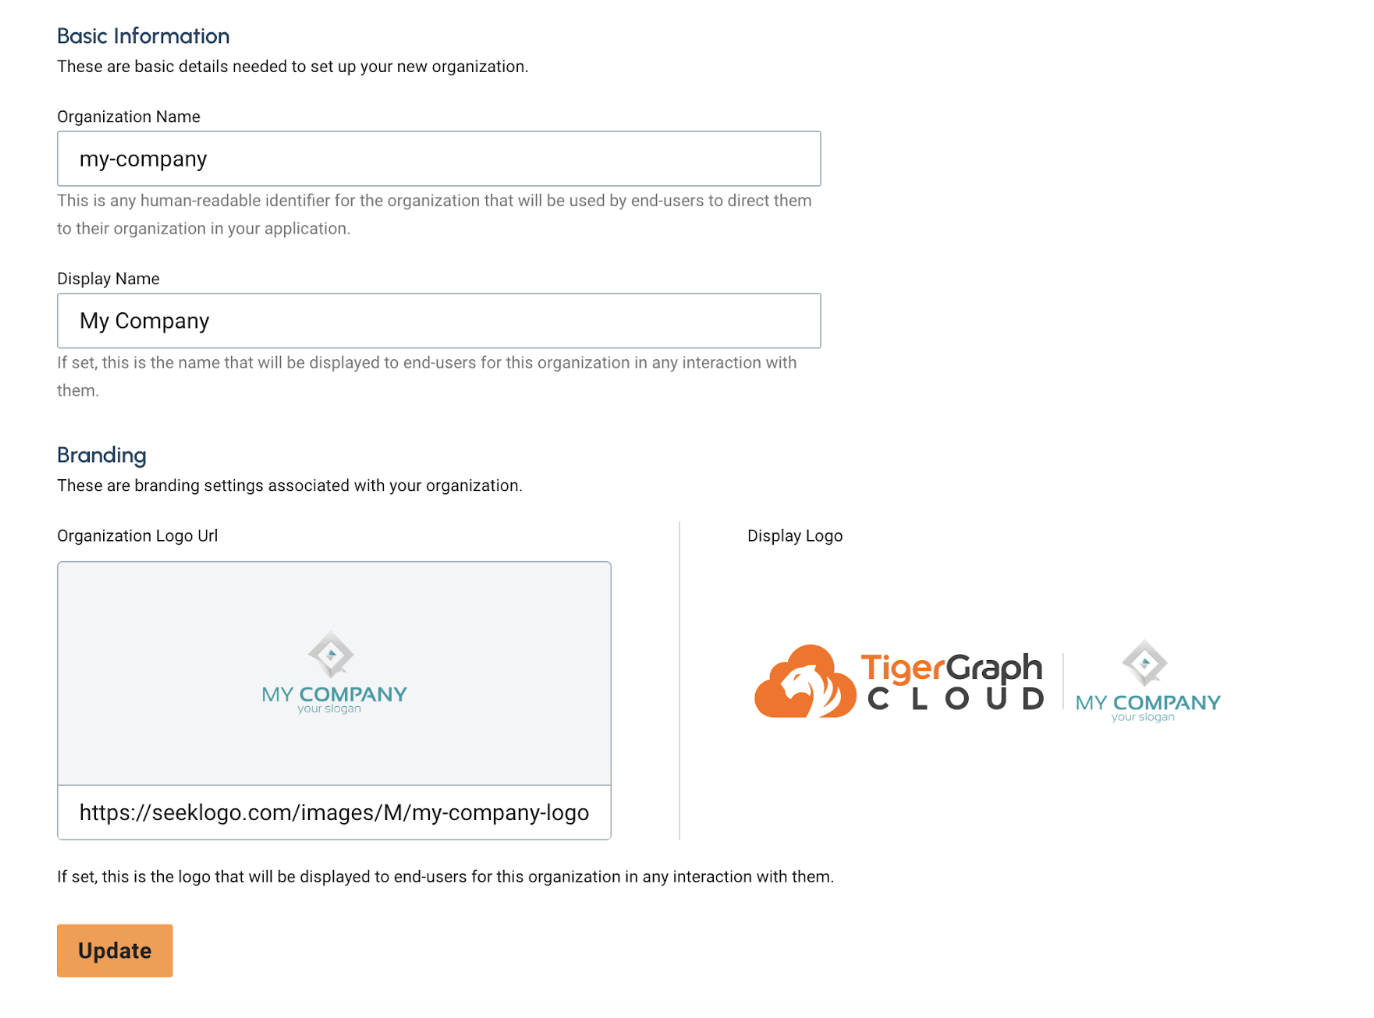 Basic Information
These are basic details needed to set up your new organization.
Organization Name
my-company
This is any human-readable identifier for the organization that will be used by end-users to direct them
to their organization in your application.
Display Name
My Company
If set, this is the name that will be displayed to end-users for this organization in any interaction with
them.
Branding
These are branding settings associated with your organization.
Organization Logo Url
MY COMPANY
your slogan
https://seeklogo.com/images/M/my-company-logo
Display Logo
TigerGraph
CLOUD
MY COMPANY
your slogan
If set, this is the logo that will be displayed to end-users for this organization in any interaction with them.
Update